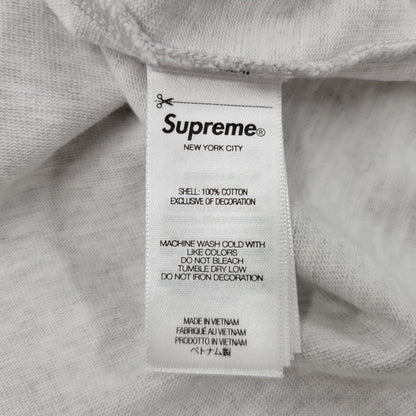 Supreme®
NEW YORK CITY
SHELL: 100% COTTON
EXCLUSIVE OF DECORATION
MACHINE WASH COLD WITH
LIKE COLORS
DO NOT BLEACH
TUMBLE DRY LOW
DO NOT IRON DECORATION
MADE IN VIETNAM
FABRIQUÉ AU VIETNAM
PRODOTTO IN VIETNAM
ベトナム製